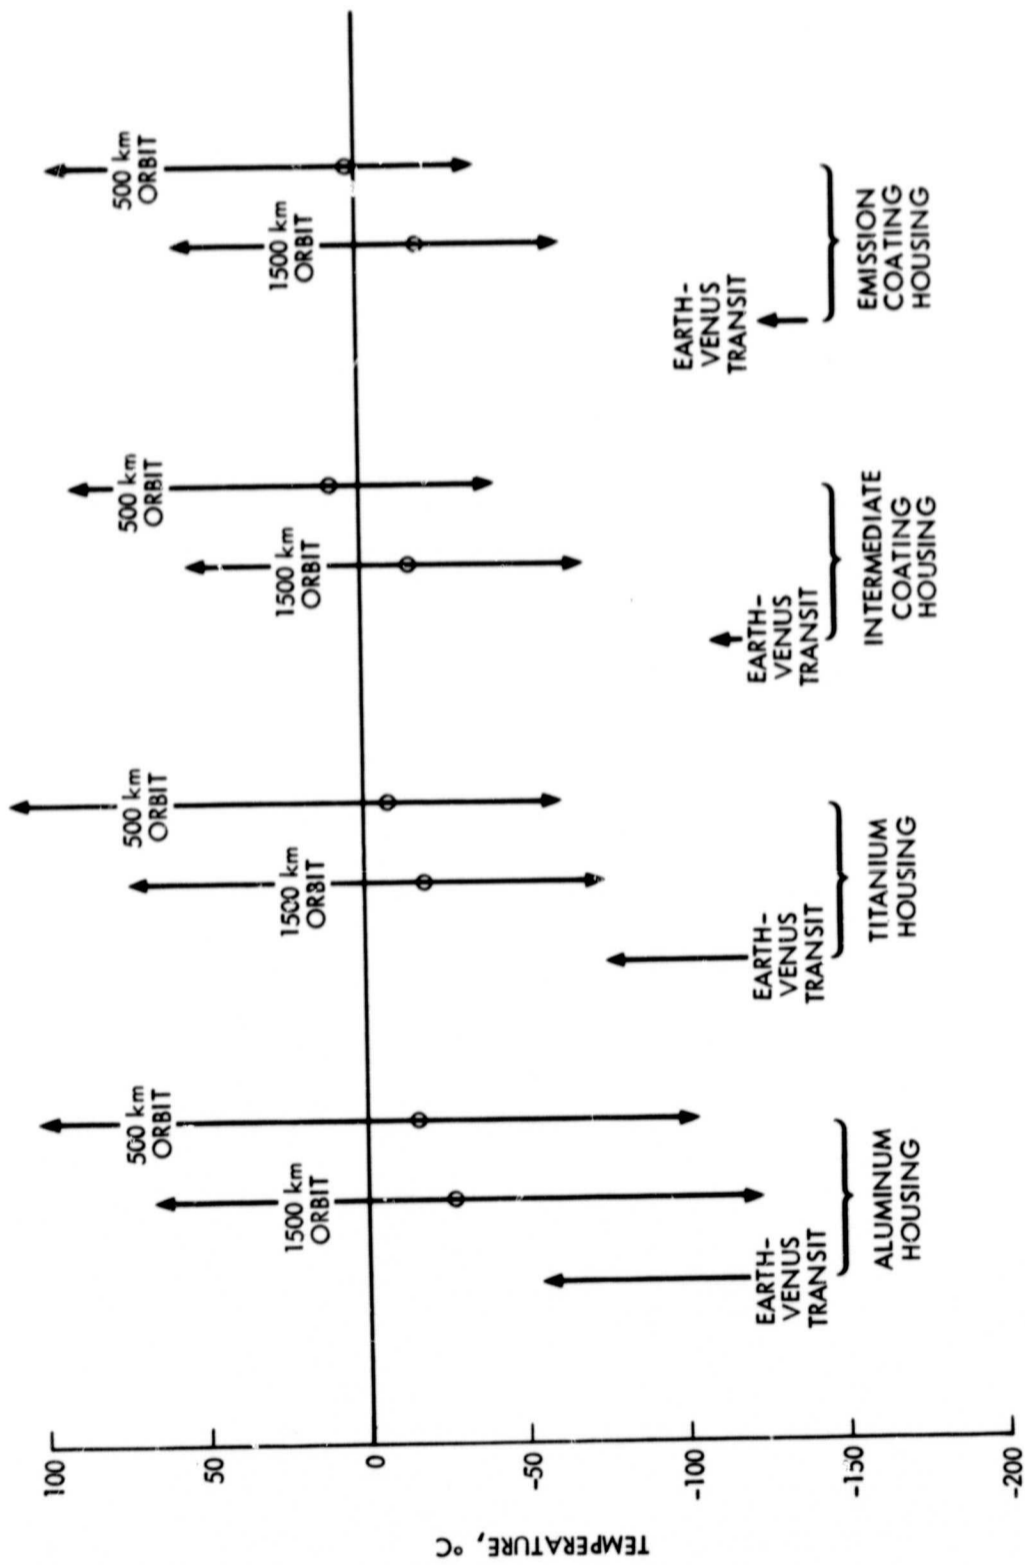 TEMPERATURE, °C
100
50
0
-50
-100
-150
-200
500 km
ORBIT
1500 km
ORBIT
EARTH-
VENUS
TRANSIT
ALUMINUM
HOUSING
500 km
ORBIT
1500 km
ORBIT
EARTH-
VENUS
TRANSIT
TITANIUM
HOUSING
500 km
ORBIT
1500 km
ORBIT
EARTH-
VENUS
TRANSIT
INTERMEDIATE
COATING
HOUSING
500 km
ORBIT
1500 km
ORBIT
EARTH-
VENUS
TRANSIT
EMISSION
COATING
HOUSING